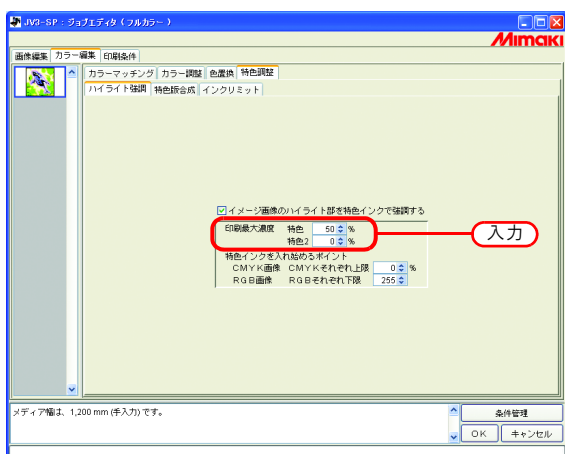 JV3-SP : ジョブエディタ ( フルカラー )
Mimaki
画像編集 カラー編集 印刷条件
カラーマッチング カラー調整 色置換 特色調整
ハイライト強調 特色版合成 インクリミット
イメージ画像のハイライト部を特色インクで強調する
印刷最大濃度 特色 50 %
特色2 0 %
入力
特色インクを入れ始めるポイント
CMYK画像 CMYKそれぞれ上限 0 %
RGB画像 RGBそれぞれ下限 255
メディア幅は、1,200 mm (手入力) です。
条件管理
OK キャンセル